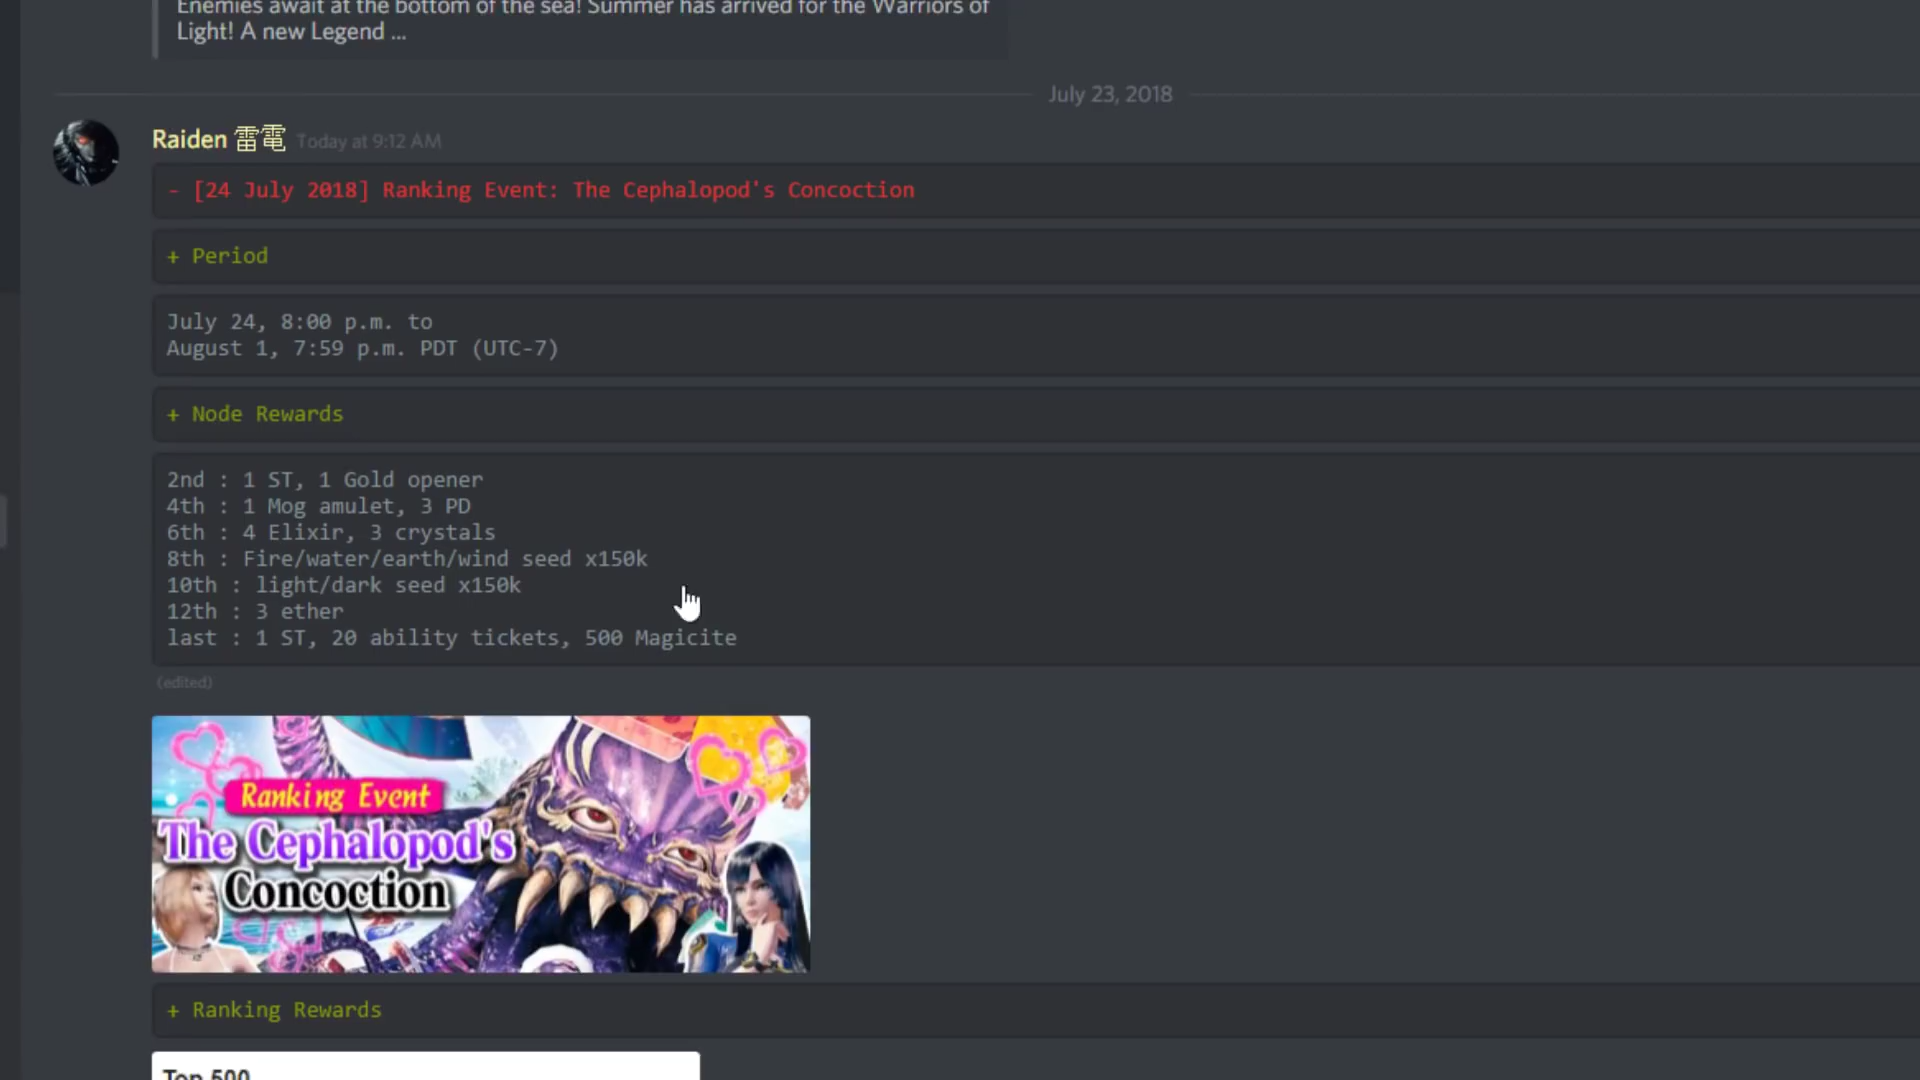 Enemies await at the bottom of the sea! Summer has arrived for the Warriors of
Light! A new Legend ...
July 23, 2018
Raiden 雷電 Today at 9:12 AM
- [24 July 2018] Ranking Event: The Cephalopod's Concoction
+ Period
July 24, 8:00 p.m. to
August 1, 7:59 p.m. PDT (UTC-7)
+ Node Rewards
2nd : 1 ST, 1 Gold opener
4th : 1 Mog amulet, 3 PD
6th : 4 Elixir, 3 crystals
8th : Fire/water/earth/wind seed x150k
10th : light/dark seed x150k
12th : 3 ether
last : 1 ST, 20 ability tickets, 500 Magicite
(edited)
Ranking Event
The Cephalopod's
Concoction
+ Ranking Rewards
Top 500